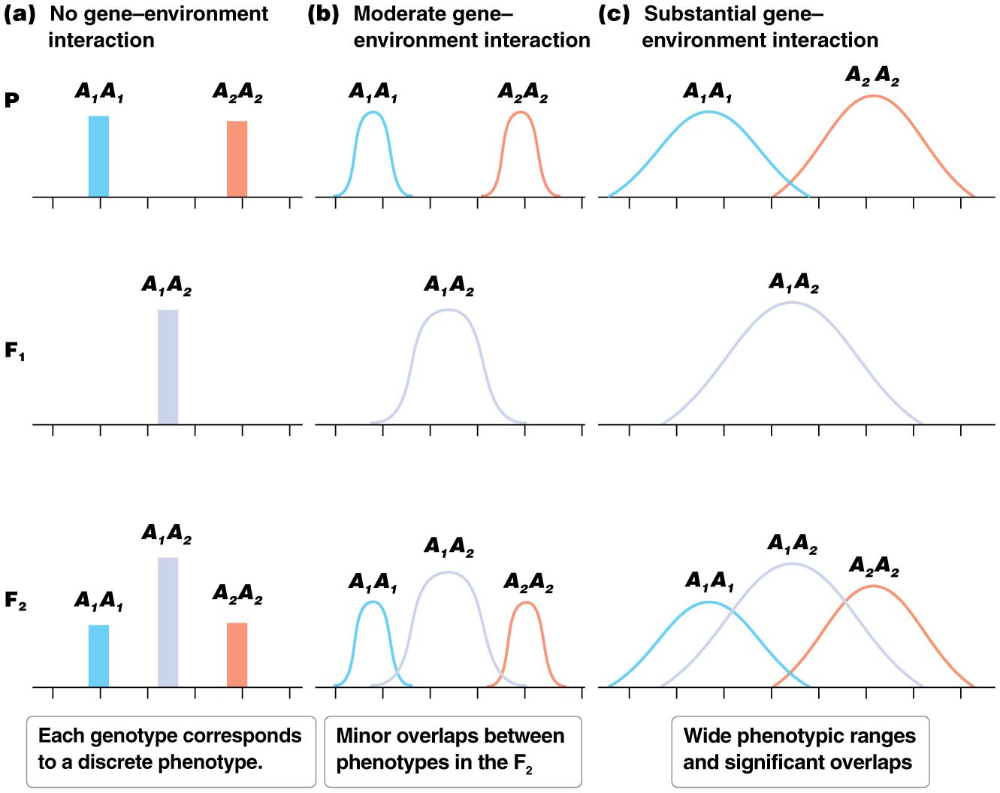 (a) No gene–environment
interaction
(b) Moderate gene–
environment interaction
(c) Substantial gene–
environment interaction
P
A₁A₁
A₂A₂
A₁A₁
A₂A₂
A₁A₁
A₂A₂
F₁
A₁A₂
A₁A₂
A₁A₂
F₂
A₁A₁
A₁A₂
A₂A₂
A₁A₁
A₁A₂
A₂A₂
A₁A₁
A₁A₂
A₂A₂
Each genotype corresponds
to a discrete phenotype.
Minor overlaps between
phenotypes in the F₂
Wide phenotypic ranges
and significant overlaps